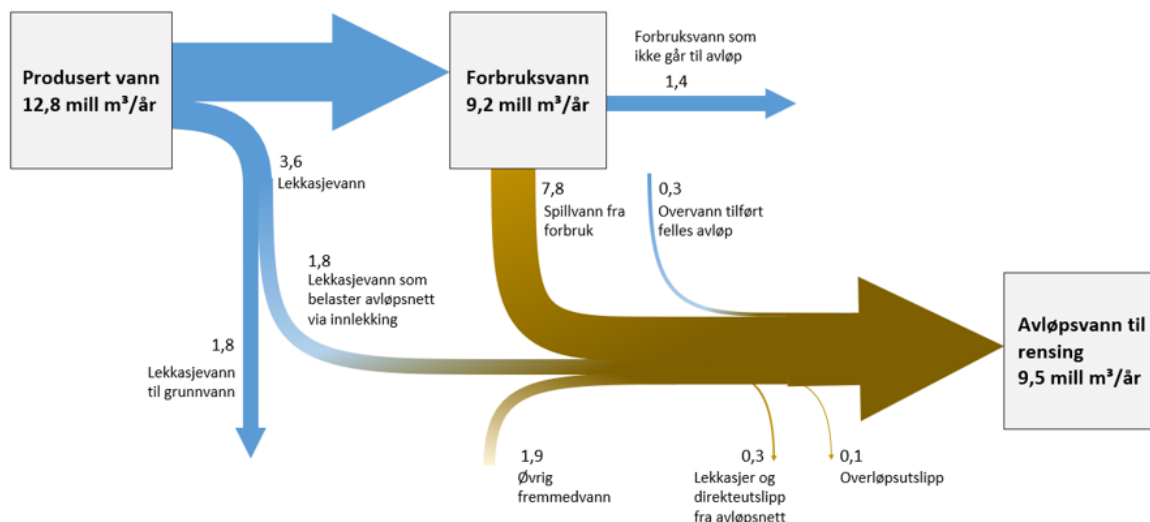 Produsert vann
12,8 mill m³/år
Forbruksvann
9,2 mill m³/år
Forbruksvann som
ikke går til avløp
1,4
3,6
Lekkasjevann
7,8
Spillvann fra
forbruk
0,3
Overvann tilført
felles avløp
1,8
Lekkasjevann som
belaster avløpsnett
via innlekking
1,8
Lekkasjevann
til grunnvann
Avløpsvann til
rensing
9,5 mill m³/år
1,9
Øvrig
fremmedvann
0,3
Lekkasjer og
direkteutslipp
fra avløpsnett
0,1
Overløpsutslipp